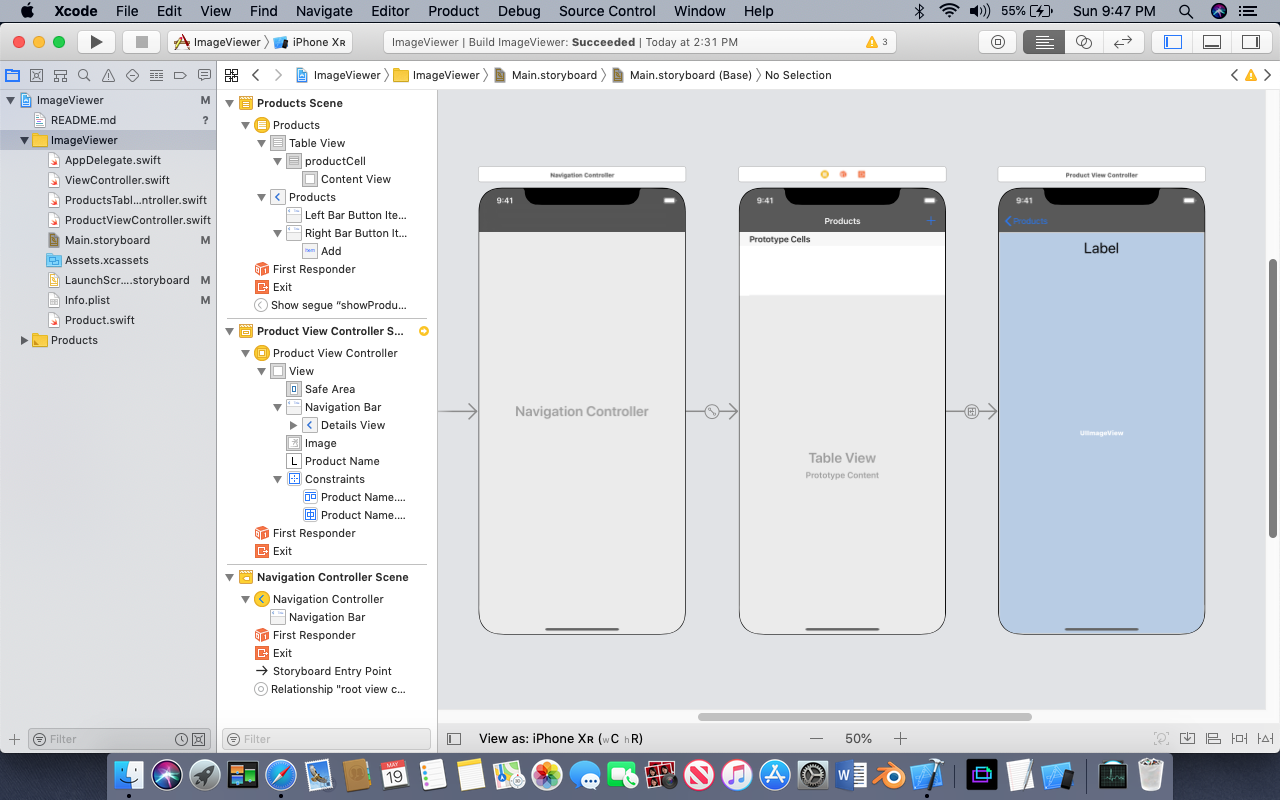 Xcode File Edit View Find Navigate Editor Product Debug Source Control Window Help 55% Sun 9:47 PM
ImageViewer iPhone XR ImageViewer | Build ImageViewer: Succeeded | Today at 2:31 PM 3
ImageViewer ImageViewer Main.storyboard Main.storyboard (Base) No Selection
ImageViewer M
README.md ?
ImageViewer
AppDelegate.swift
ViewController.swift
ProductsTabl...ntroller.swift
ProductViewController.swift
Main.storyboard M
Assets.xcassets
LaunchScr....storyboard M
Info.plist M
Product.swift
Products
Filter
Products Scene
Products
Table View
productCell
Content View
Products
Left Bar Button Ite...
Right Bar Button It...
Item
Add
First Responder
Exit
Show segue “showProdu...
Product View Controller S...
Product View Controller
View
Safe Area
Navigation Bar
Details View
Image
L Product Name
Constraints
Product Name....
Product Name....
First Responder
Exit
Navigation Controller Scene
Navigation Controller
Navigation Bar
First Responder
Exit
Storyboard Entry Point
Relationship "root view c...
Filter
Navigation Controller
9:41
Navigation Controller
9:41
Products +
Prototype Cells
Table View
Prototype Content
Product View Controller
9:41
Products
Label
UIImageView
View as: iPhone XR (wC hR) — 50% +
MAY
19